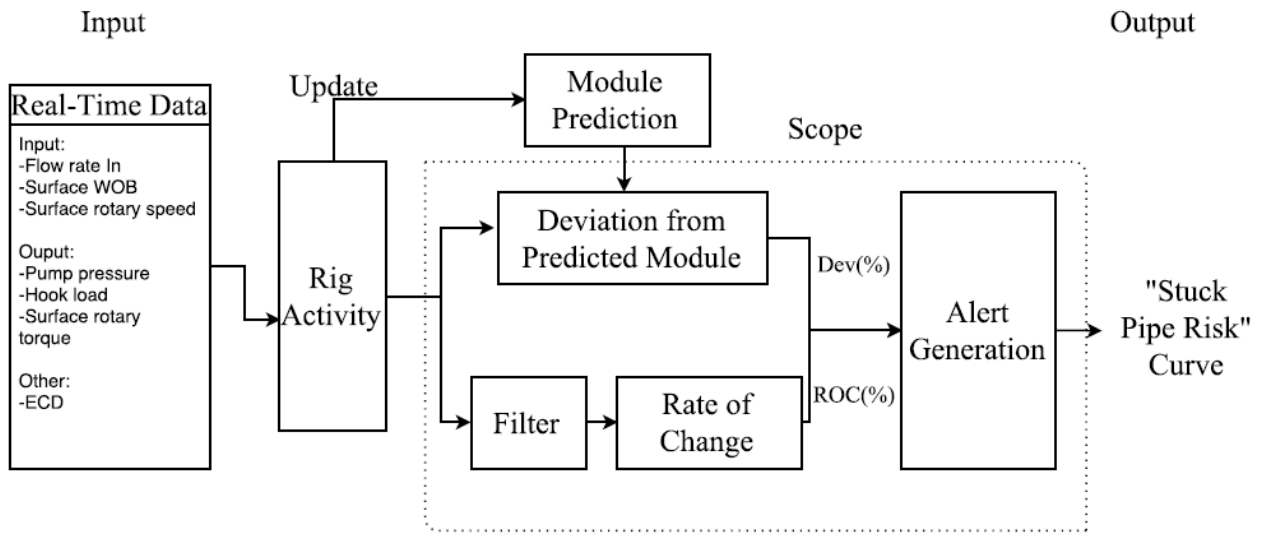 Input
Output
Real-Time Data
Input:
-Flow rate In
-Surface WOB
-Surface rotary speed
Ouput:
-Pump pressure
-Hook load
-Surface rotary
torque
Other:
-ECD
Update
Rig
Activity
Module
Prediction
Scope
Deviation from
Predicted Module
Filter
Rate of
Change
Dev(%)
ROC(%)
Alert
Generation
"Stuck
Pipe Risk"
Curve